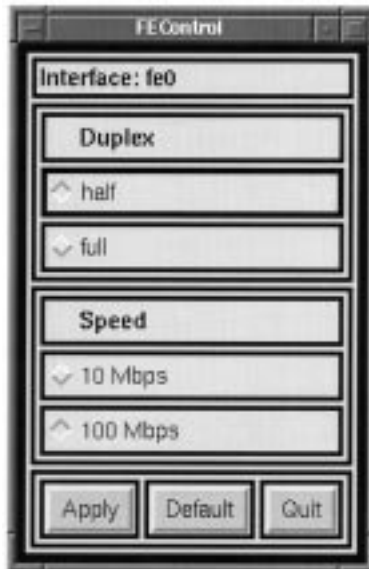 FEControl
Interface: fe0
Duplex
half
full
Speed
10 Mbps
100 Mbps
Apply Default Quit